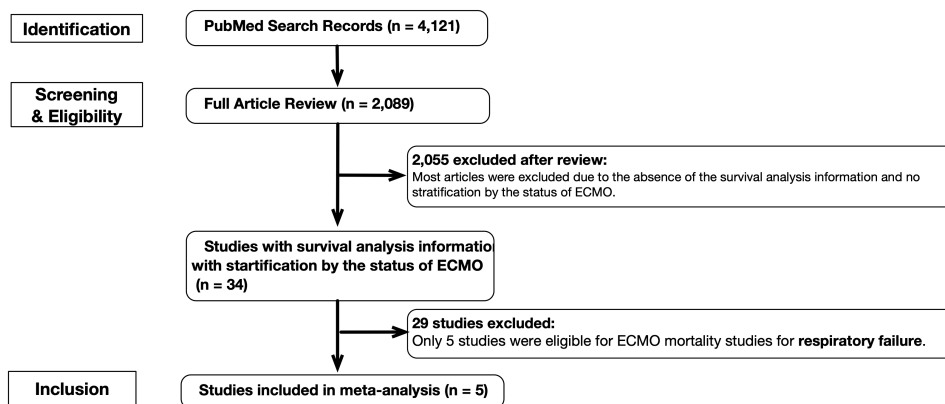 Identification
PubMed Search Records (n = 4,121)
Screening
& Eligibility
Full Article Review (n = 2,089)
2,055 excluded after review:
Most articles were excluded due to the absence of the survival analysis information and no
stratification by the status of ECMO.
Studies with survival analysis information
with startification by the status of ECMO
(n = 34)
29 studies excluded:
Only 5 studies were eligible for ECMO mortality studies for respiratory failure.
Inclusion
Studies included in meta-analysis (n = 5)